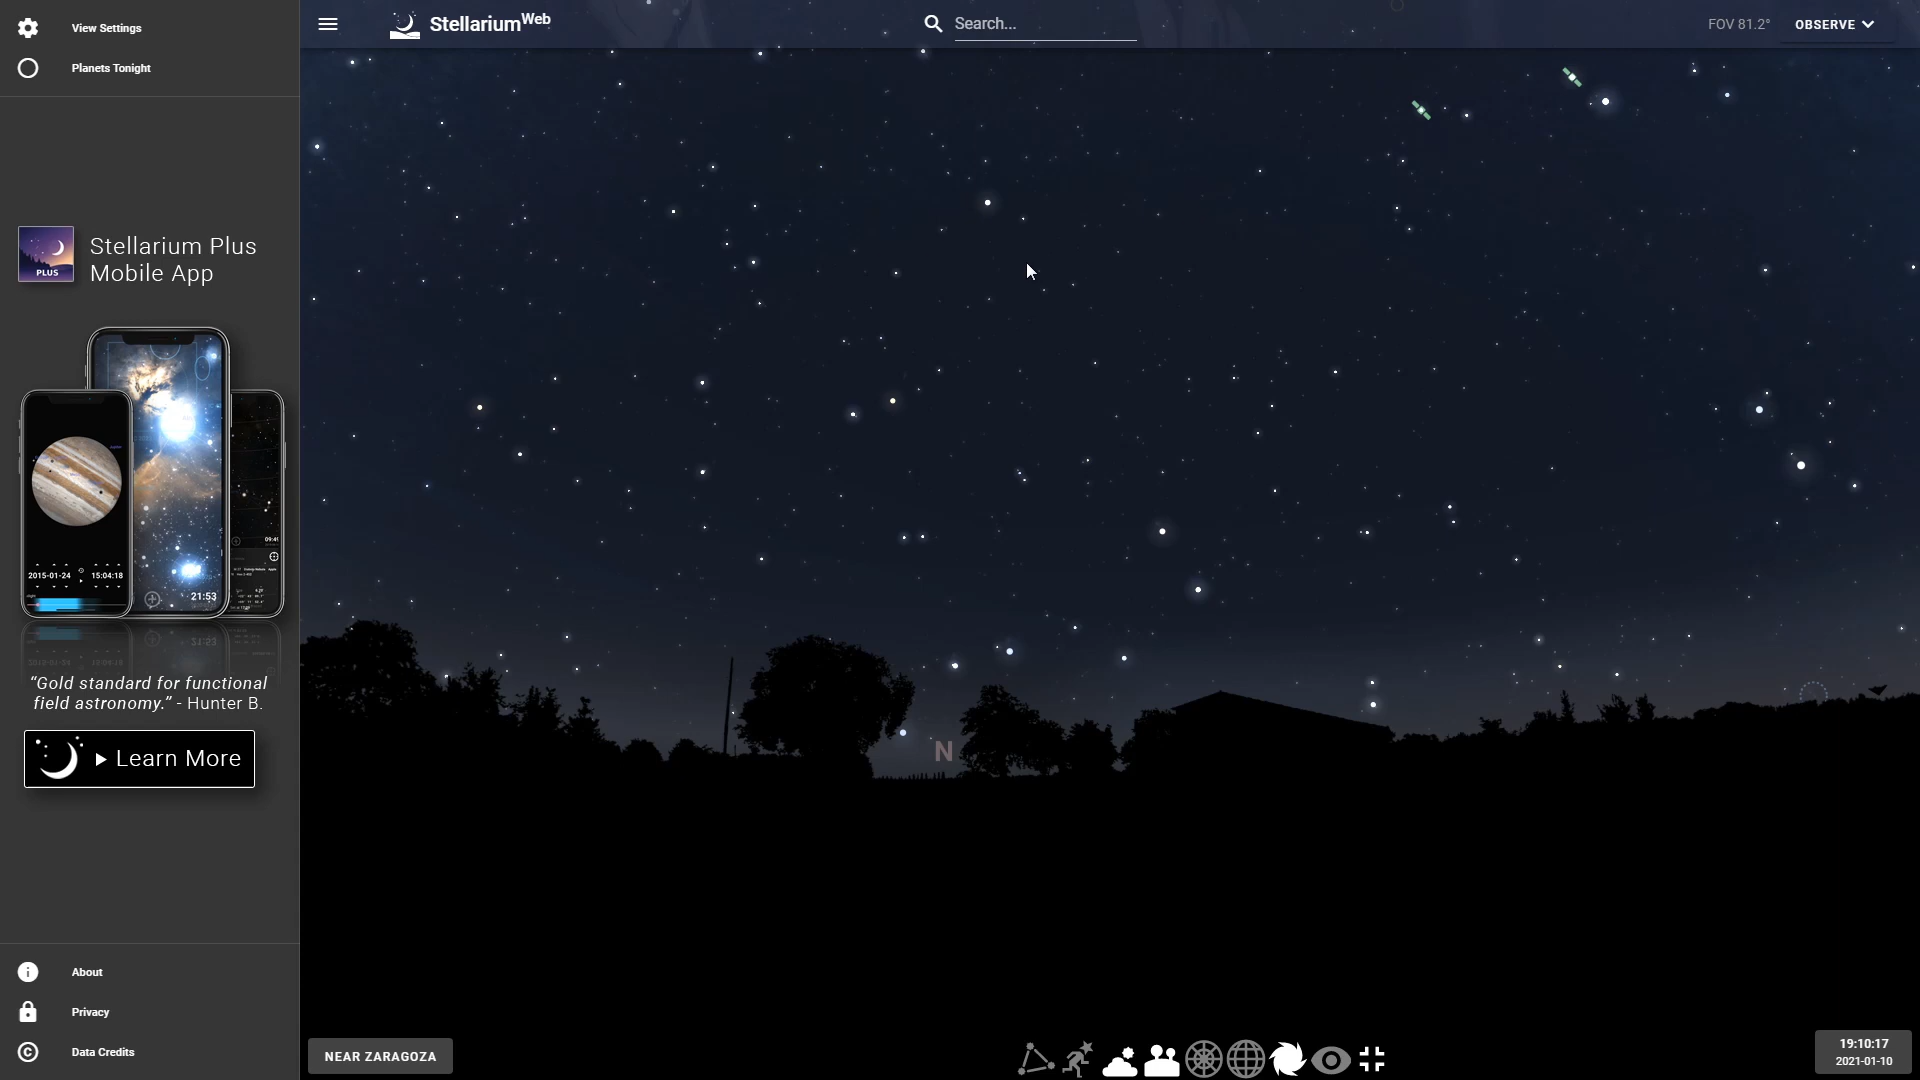 View Settings
Planets Tonight
StellariumWeb
Search...
FOV 81.2°
OBSERVE
PLUS
Stellarium Plus
Mobile App
2015-01-24
15:04:18
21:53
“Gold standard for functional
field astronomy.” - Hunter B.
Learn More
N
About
Privacy
Data Credits
NEAR ZARAGOZA
19:10:17
2021-01-10